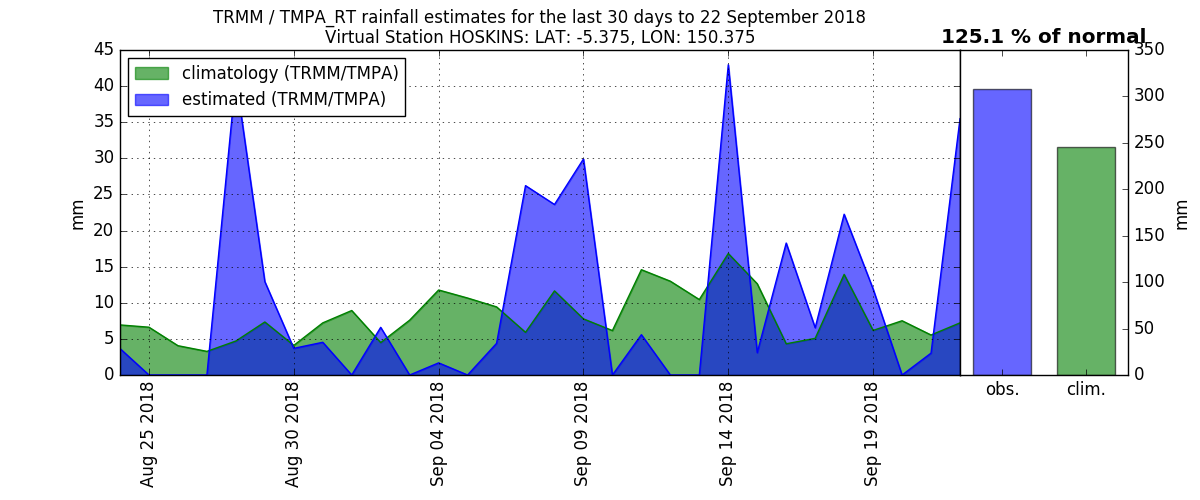 TRMM / TMPA_RT rainfall estimates for the last 30 days to 22 September 2018
Virtual Station HOSKINS: LAT: -5.375, LON: 150.375
125.1 % of normal
climatology (TRMM/TMPA)
estimated (TRMM/TMPA)
45
40
35
30
25
20
15
10
5
0
mm
Aug 25 2018
Aug 30 2018
Sep 04 2018
Sep 09 2018
Sep 14 2018
Sep 19 2018
obs.
clim.
350
300
250
200
150
100
50
0
mm